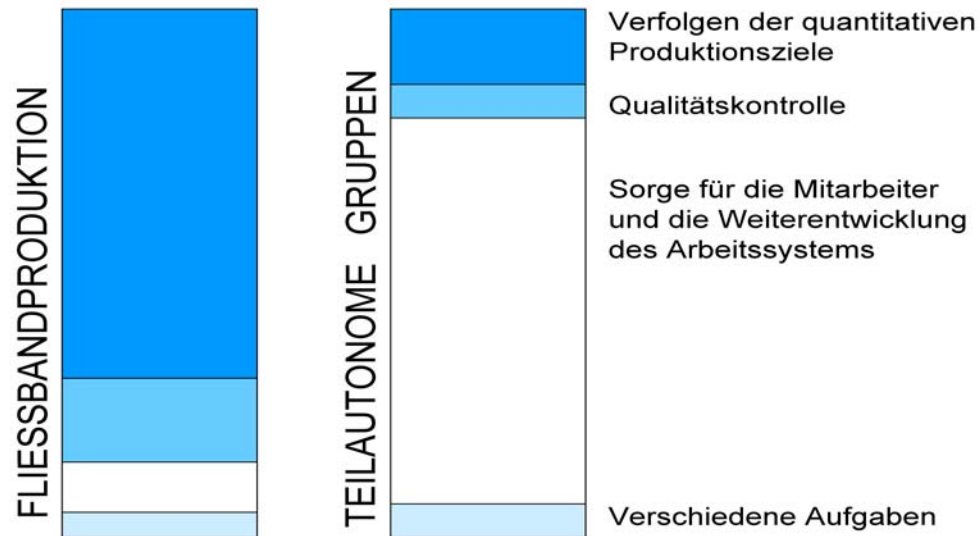 FLIESSBANDPRODUKTION
TEILAUTONOME GRUPPEN
Verfolgen der quantitativen
Produktionsziele
Qualitätskontrolle
Sorge für die Mitarbeiter
und die Weiterentwicklung
des Arbeitssystems
Verschiedene Aufgaben